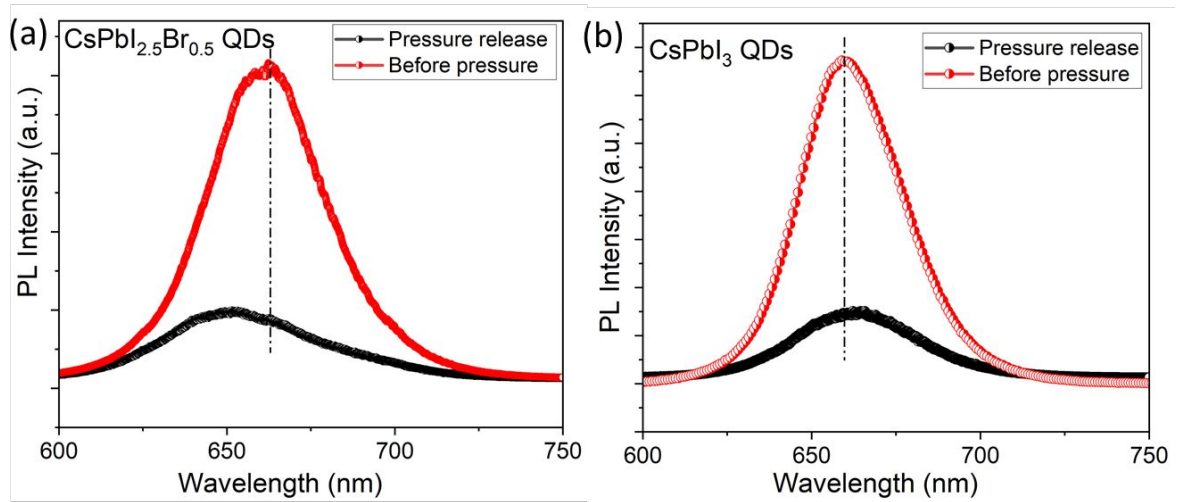 (a)
CsPbI2.5Br0.5 QDs
Pressure release
Before pressure
PL Intensity (a.u.)
600
650
700
750
Wavelength (nm)
(b)
CsPbI3 QDs
Pressure release
Before pressure
PL Intensity (a.u.)
600
650
700
750
Wavelength (nm)